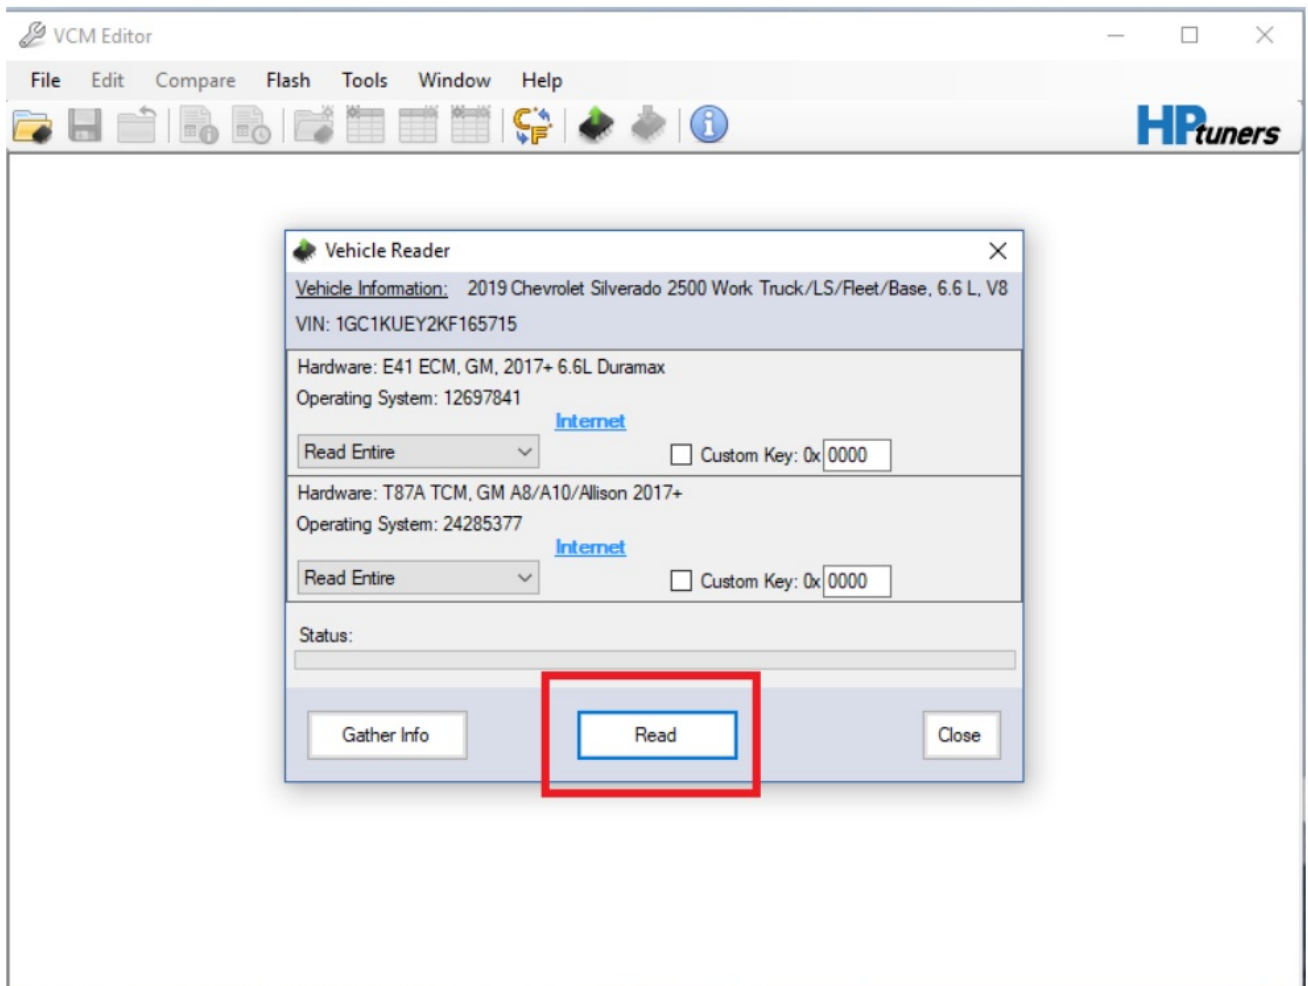 VCM Editor
File Edit Compare Flash Tools Window Help
HPtuners
Vehicle Reader
Vehicle Information: 2019 Chevrolet Silverado 2500 Work Truck/LS/Fleet/Base, 6.6 L, V8
VIN: 1GC1KUEY2KF165715
Hardware: E41 ECM, GM, 2017+ 6.6L Duramax
Operating System: 12697841
Internet
Read Entire Custom Key: 0x 0000
Hardware: T87A TCM, GM A8/A10/Allison 2017+
Operating System: 24285377
Internet
Read Entire Custom Key: 0x 0000
Status:
Gather Info Read Close